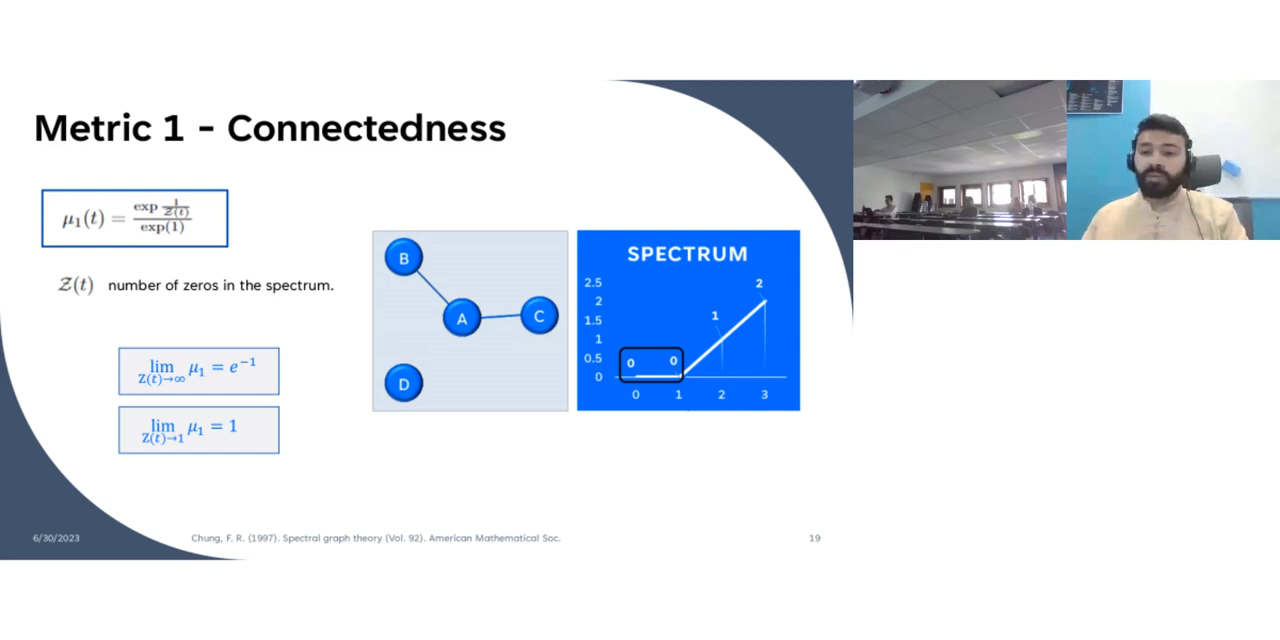 Metric 1 - Connectedness
μ₁(t) = exp 1/Z(t) / exp(1)
Z(t) number of zeros in the spectrum.
lim μ₁ = e⁻¹
Z(t)→∞
lim μ₁ = 1
Z(t)→1
B
A
C
D
SPECTRUM
2.5
2
1.5
1
0.5
0
0
0
1
2
0
1
2
3
6/30/2023
Chung, F. R. (1997). Spectral graph theory (Vol. 92). American Mathematical Soc.
19